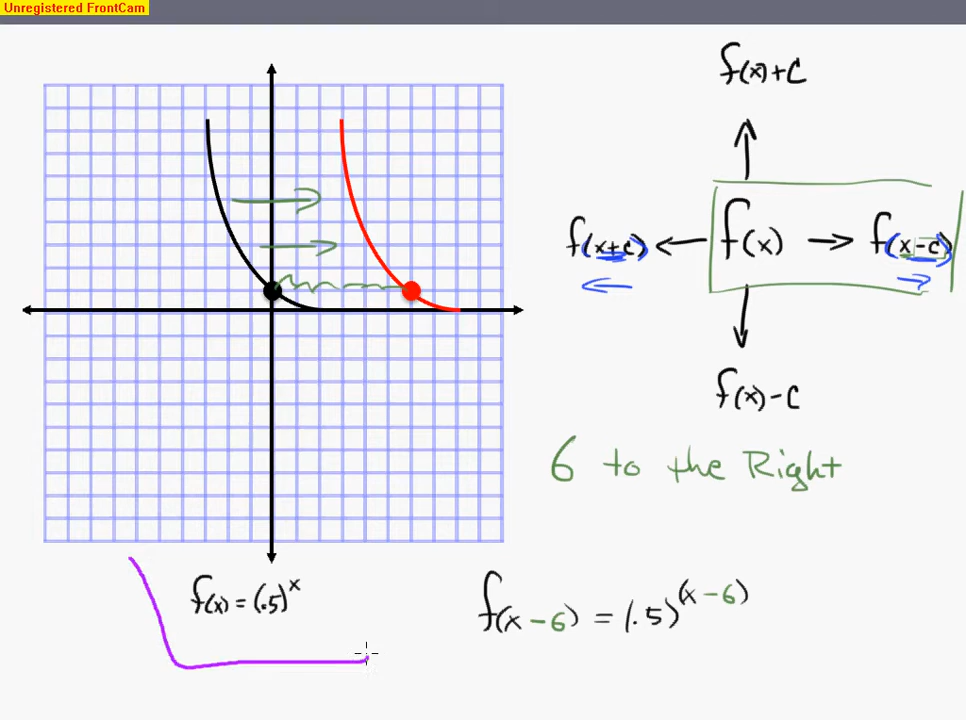 Unregistered FrontCam
f(x)+c
f(x+c) ← f(x) → f(x-c)
f(x)-c
6 to the Right
f(x) = (.5)^x
f(x-6) = (.5)^(x-6)